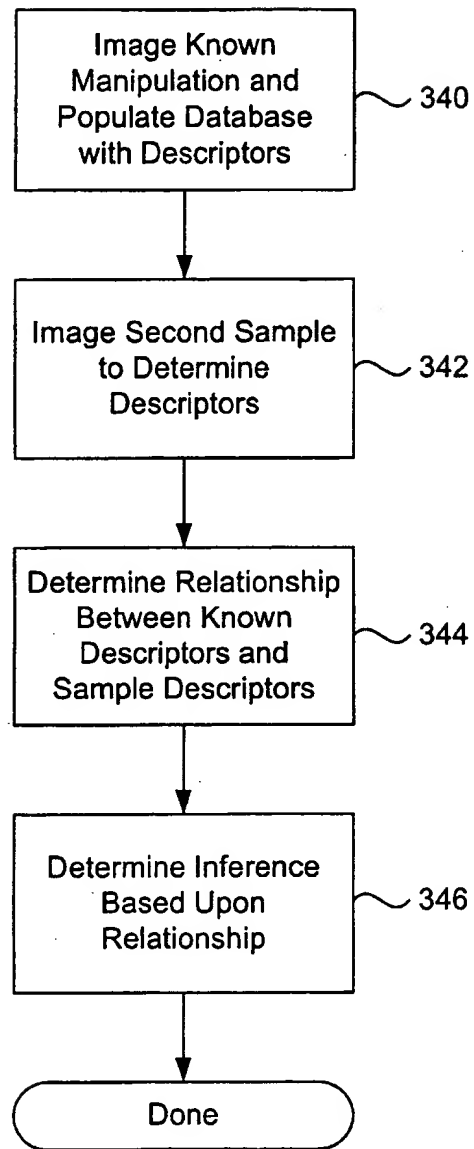 Image Known
Manipulation and
Populate Database
with Descriptors
340
Image Second Sample
to Determine
Descriptors
342
Determine Relationship
Between Known
Descriptors and
Sample Descriptors
344
Determine Inference
Based Upon
Relationship
346
Done